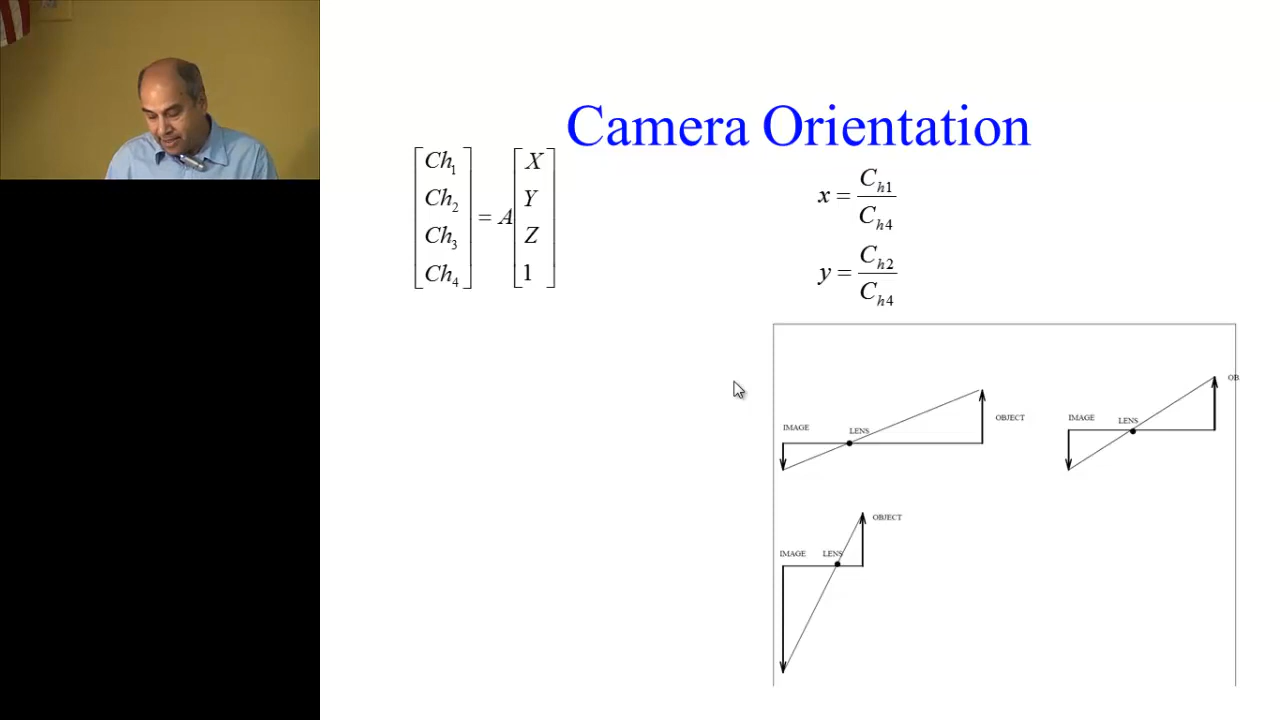 Camera Orientation
Ch1
Ch2
Ch3
Ch4
= A
X
Y
Z
1
x = Ch1 / Ch4
y = Ch2 / Ch4
IMAGE LENS OBJECT
IMAGE LENS OB
IMAGE LENS OBJECT